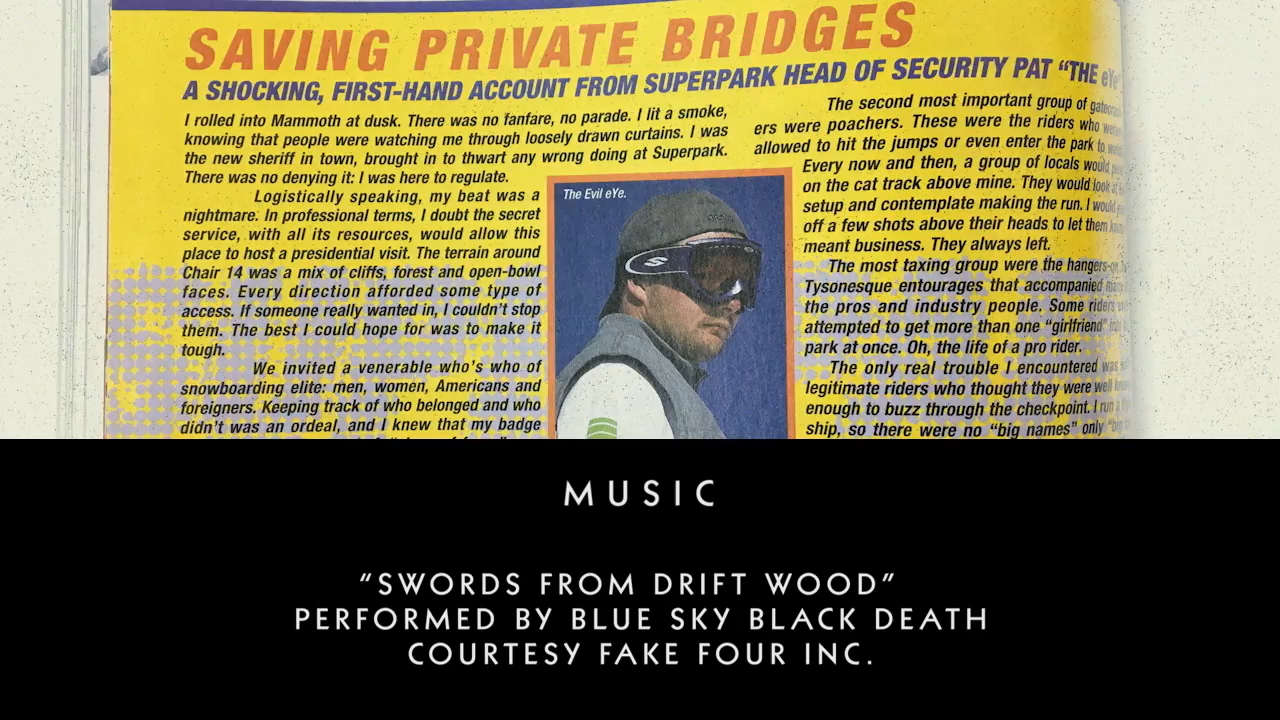 SAVING PRIVATE BRIDGES
A SHOCKING, FIRST-HAND ACCOUNT FROM SUPERPARK HEAD OF SECURITY PAT “THE eYe”
I rolled into Mammoth at dusk. There was no fanfare, no parade. I lit a smoke,
knowing that people were watching me through loosely drawn curtains. I was
the new sheriff in town, brought in to thwart any wrong doing at Superpark.
There was no denying it: I was here to regulate.
Logistically speaking, my beat was a
nightmare. In professional terms, I doubt the secret
service, with all its resources, would allow this
place to host a presidential visit. The terrain around
Chair 14 was a mix of cliffs, forest and open-bowl
faces. Every direction afforded some type of
access. If someone really wanted in, I couldn’t stop
them. The best I could hope for was to make it
tough.
We invited a venerable who’s who of
snowboarding elite: men, women, Americans and
foreigners. Keeping track of who belonged and who
didn’t was an ordeal, and I knew that my badge
The Evil eYe.
The second most important group of
ers were poachers. These were the riders who
allowed to hit the jumps or even enter the park to
Every now and then, a group of locals would
on the cat track above mine. They would look
setup and contemplate making the run. I would
off a few shots above their heads to let them
meant business. They always left.
The most taxing group were the hangers-on.
Tysonesque entourages that accompanied
the pros and industry people. Some riders
attempted to get more than one “girlfriend”
park at once. Oh, the life of a pro rider.
The only real trouble I encountered was
legitimate riders who thought they were well
enough to buzz through the checkpoint. I run a
ship, so there were no “big names” only “big
MUSIC
“SWORDS FROM DRIFT WOOD”
PERFORMED BY BLUE SKY BLACK DEATH
COURTESY FAKE FOUR INC.